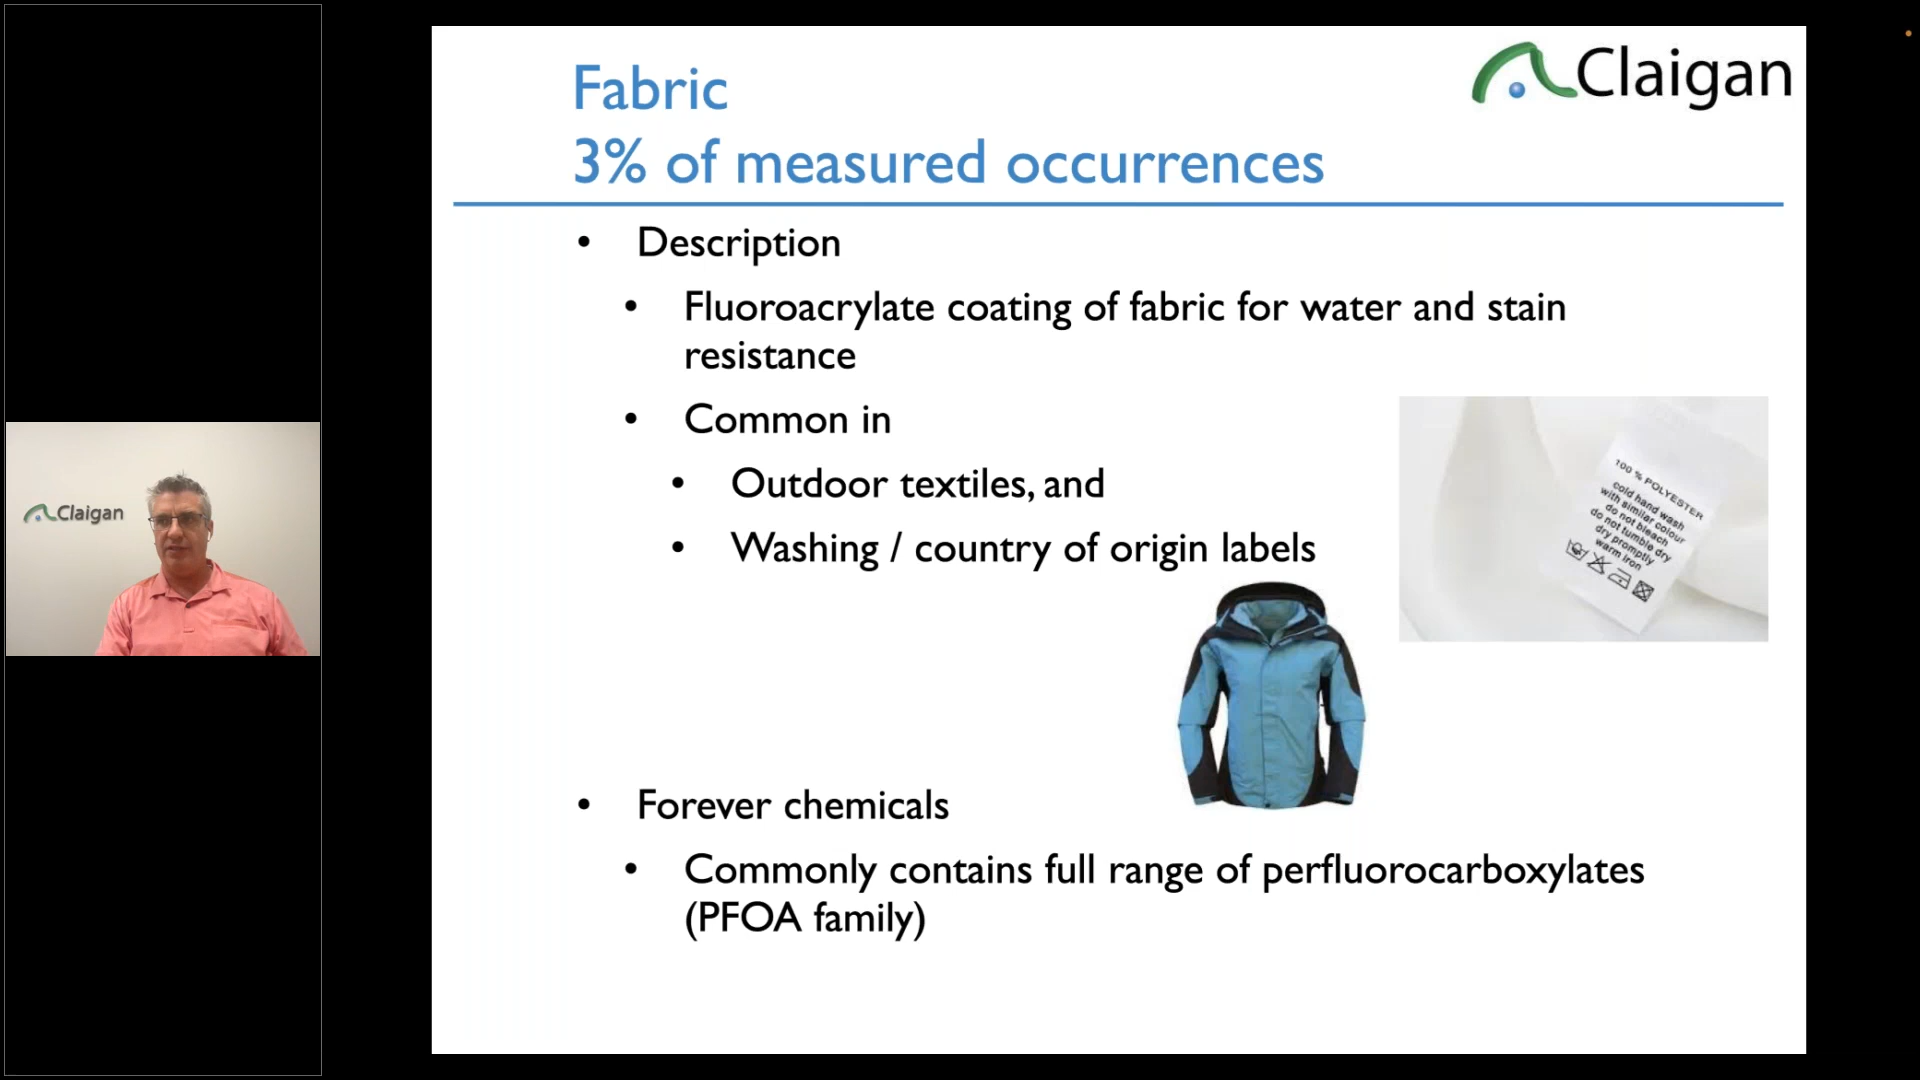 Claigan
Fabric
3% of measured occurrences
• Description
• Fluoroacrylate coating of fabric for water and stain
resistance
• Common in
• Outdoor textiles, and
• Washing / country of origin labels
100 % POLYESTER
cold hand wash
with similar colour
do not bleach
do not tumble dry
dry promptly
warm iron
• Forever chemicals
• Commonly contains full range of perfluorocarboxylates
(PFOA family)
Claigan